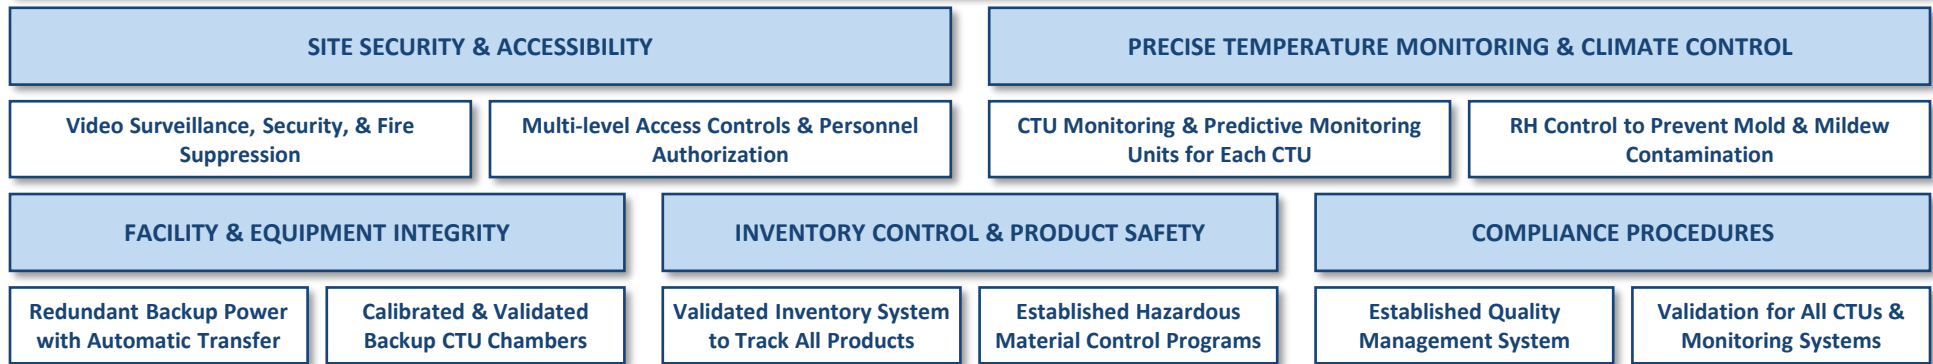 SITE SECURITY & ACCESSIBILITY
PRECISE TEMPERATURE MONITORING & CLIMATE CONTROL
Video Surveillance, Security, & Fire
Suppression
Multi-level Access Controls & Personnel
Authorization
CTU Monitoring & Predictive Monitoring
Units for Each CTU
RH Control to Prevent Mold & Mildew
Contamination
FACILITY & EQUIPMENT INTEGRITY
INVENTORY CONTROL & PRODUCT SAFETY
COMPLIANCE PROCEDURES
Redundant Backup Power
with Automatic Transfer
Calibrated & Validated
Backup CTU Chambers
Validated Inventory System
to Track All Products
Established Hazardous
Material Control Programs
Established Quality
Management System
Validation for All CTUs &
Monitoring Systems